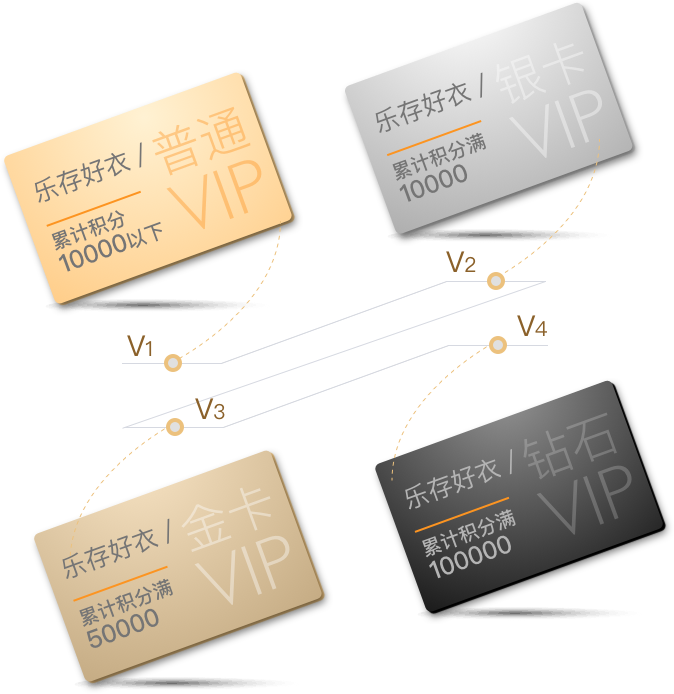 乐存好衣 / 普通
VIP
累计积分
10000以下
乐存好衣 / 银卡
VIP
累计积分满
10000
V1
V2
V3
V4
乐存好衣 / 金卡
VIP
累计积分满
50000
乐存好衣 / 钻石
VIP
累计积分满
100000